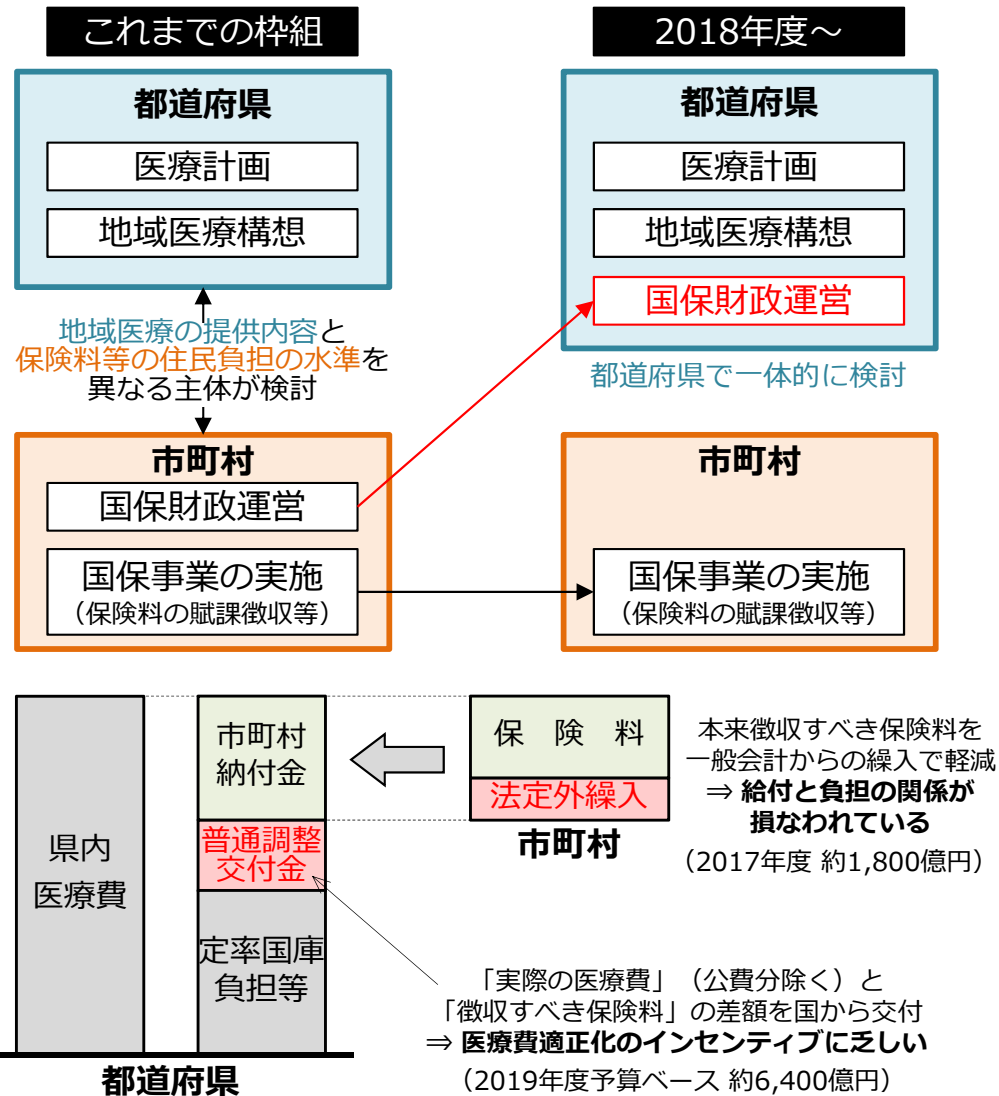 これまでの枠組
2018年度～
都道府県
医療計画
地域医療構想
都道府県
医療計画
地域医療構想
国保財政運営
地域医療の提供内容と
保険料等の住民負担の水準を
異なる主体が検討
都道府県で一体的に検討
市町村
国保財政運営
国保事業の実施
（保険料の賦課徴収等）
市町村
国保事業の実施
（保険料の賦課徴収等）
県内
医療費
市町村
納付金
普通調整
交付金
定率国庫
負担等
都道府県
保　険　料
法定外繰入
市町村
本来徴収すべき保険料を
一般会計からの繰入で軽減
⇒ 給付と負担の関係が
損なわれている
（2017年度 約1,800億円）
「実際の医療費」（公費分除く）と
「徴収すべき保険料」の差額を国から交付
⇒ 医療費適正化のインセンティブに乏しい
（2019年度予算ベース 約6,400億円）